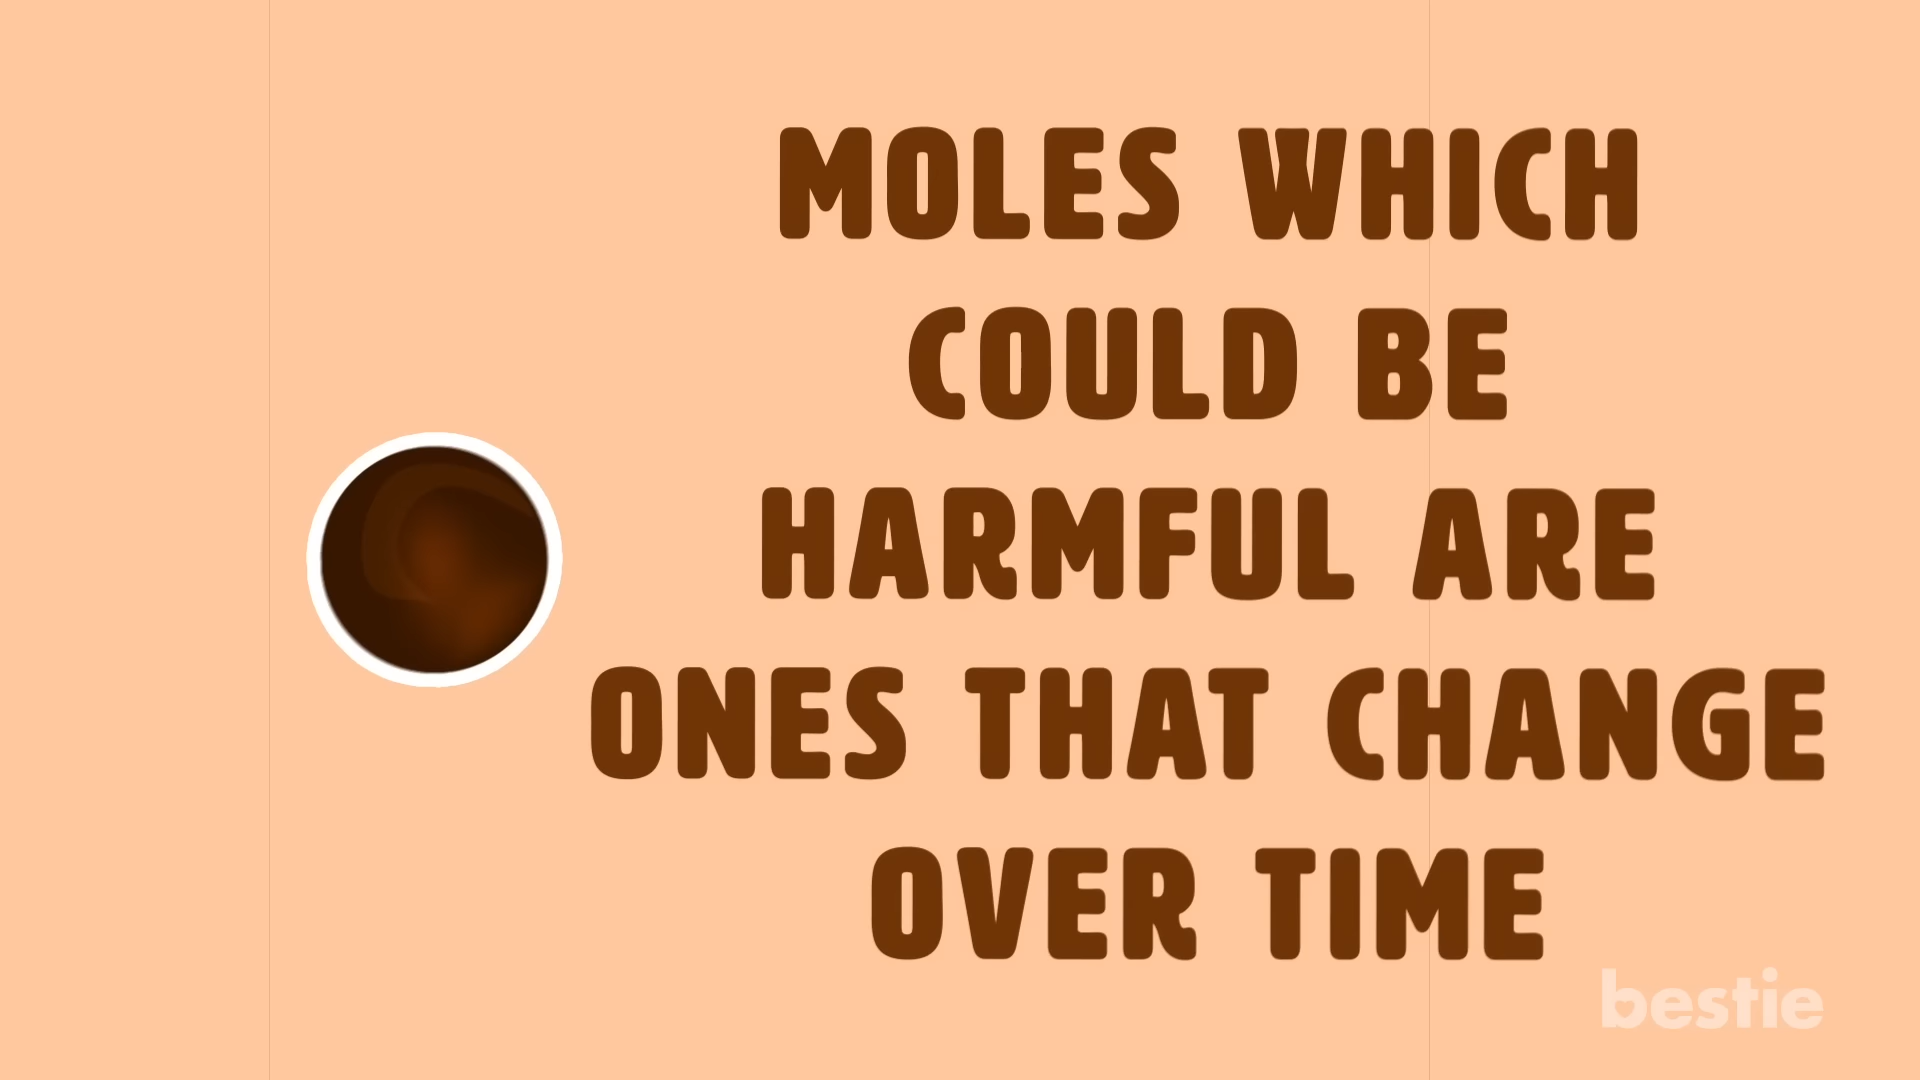 MOLES WHICH
COULD BE
HARMFUL ARE
ONES THAT CHANGE
OVER TIME
bestie